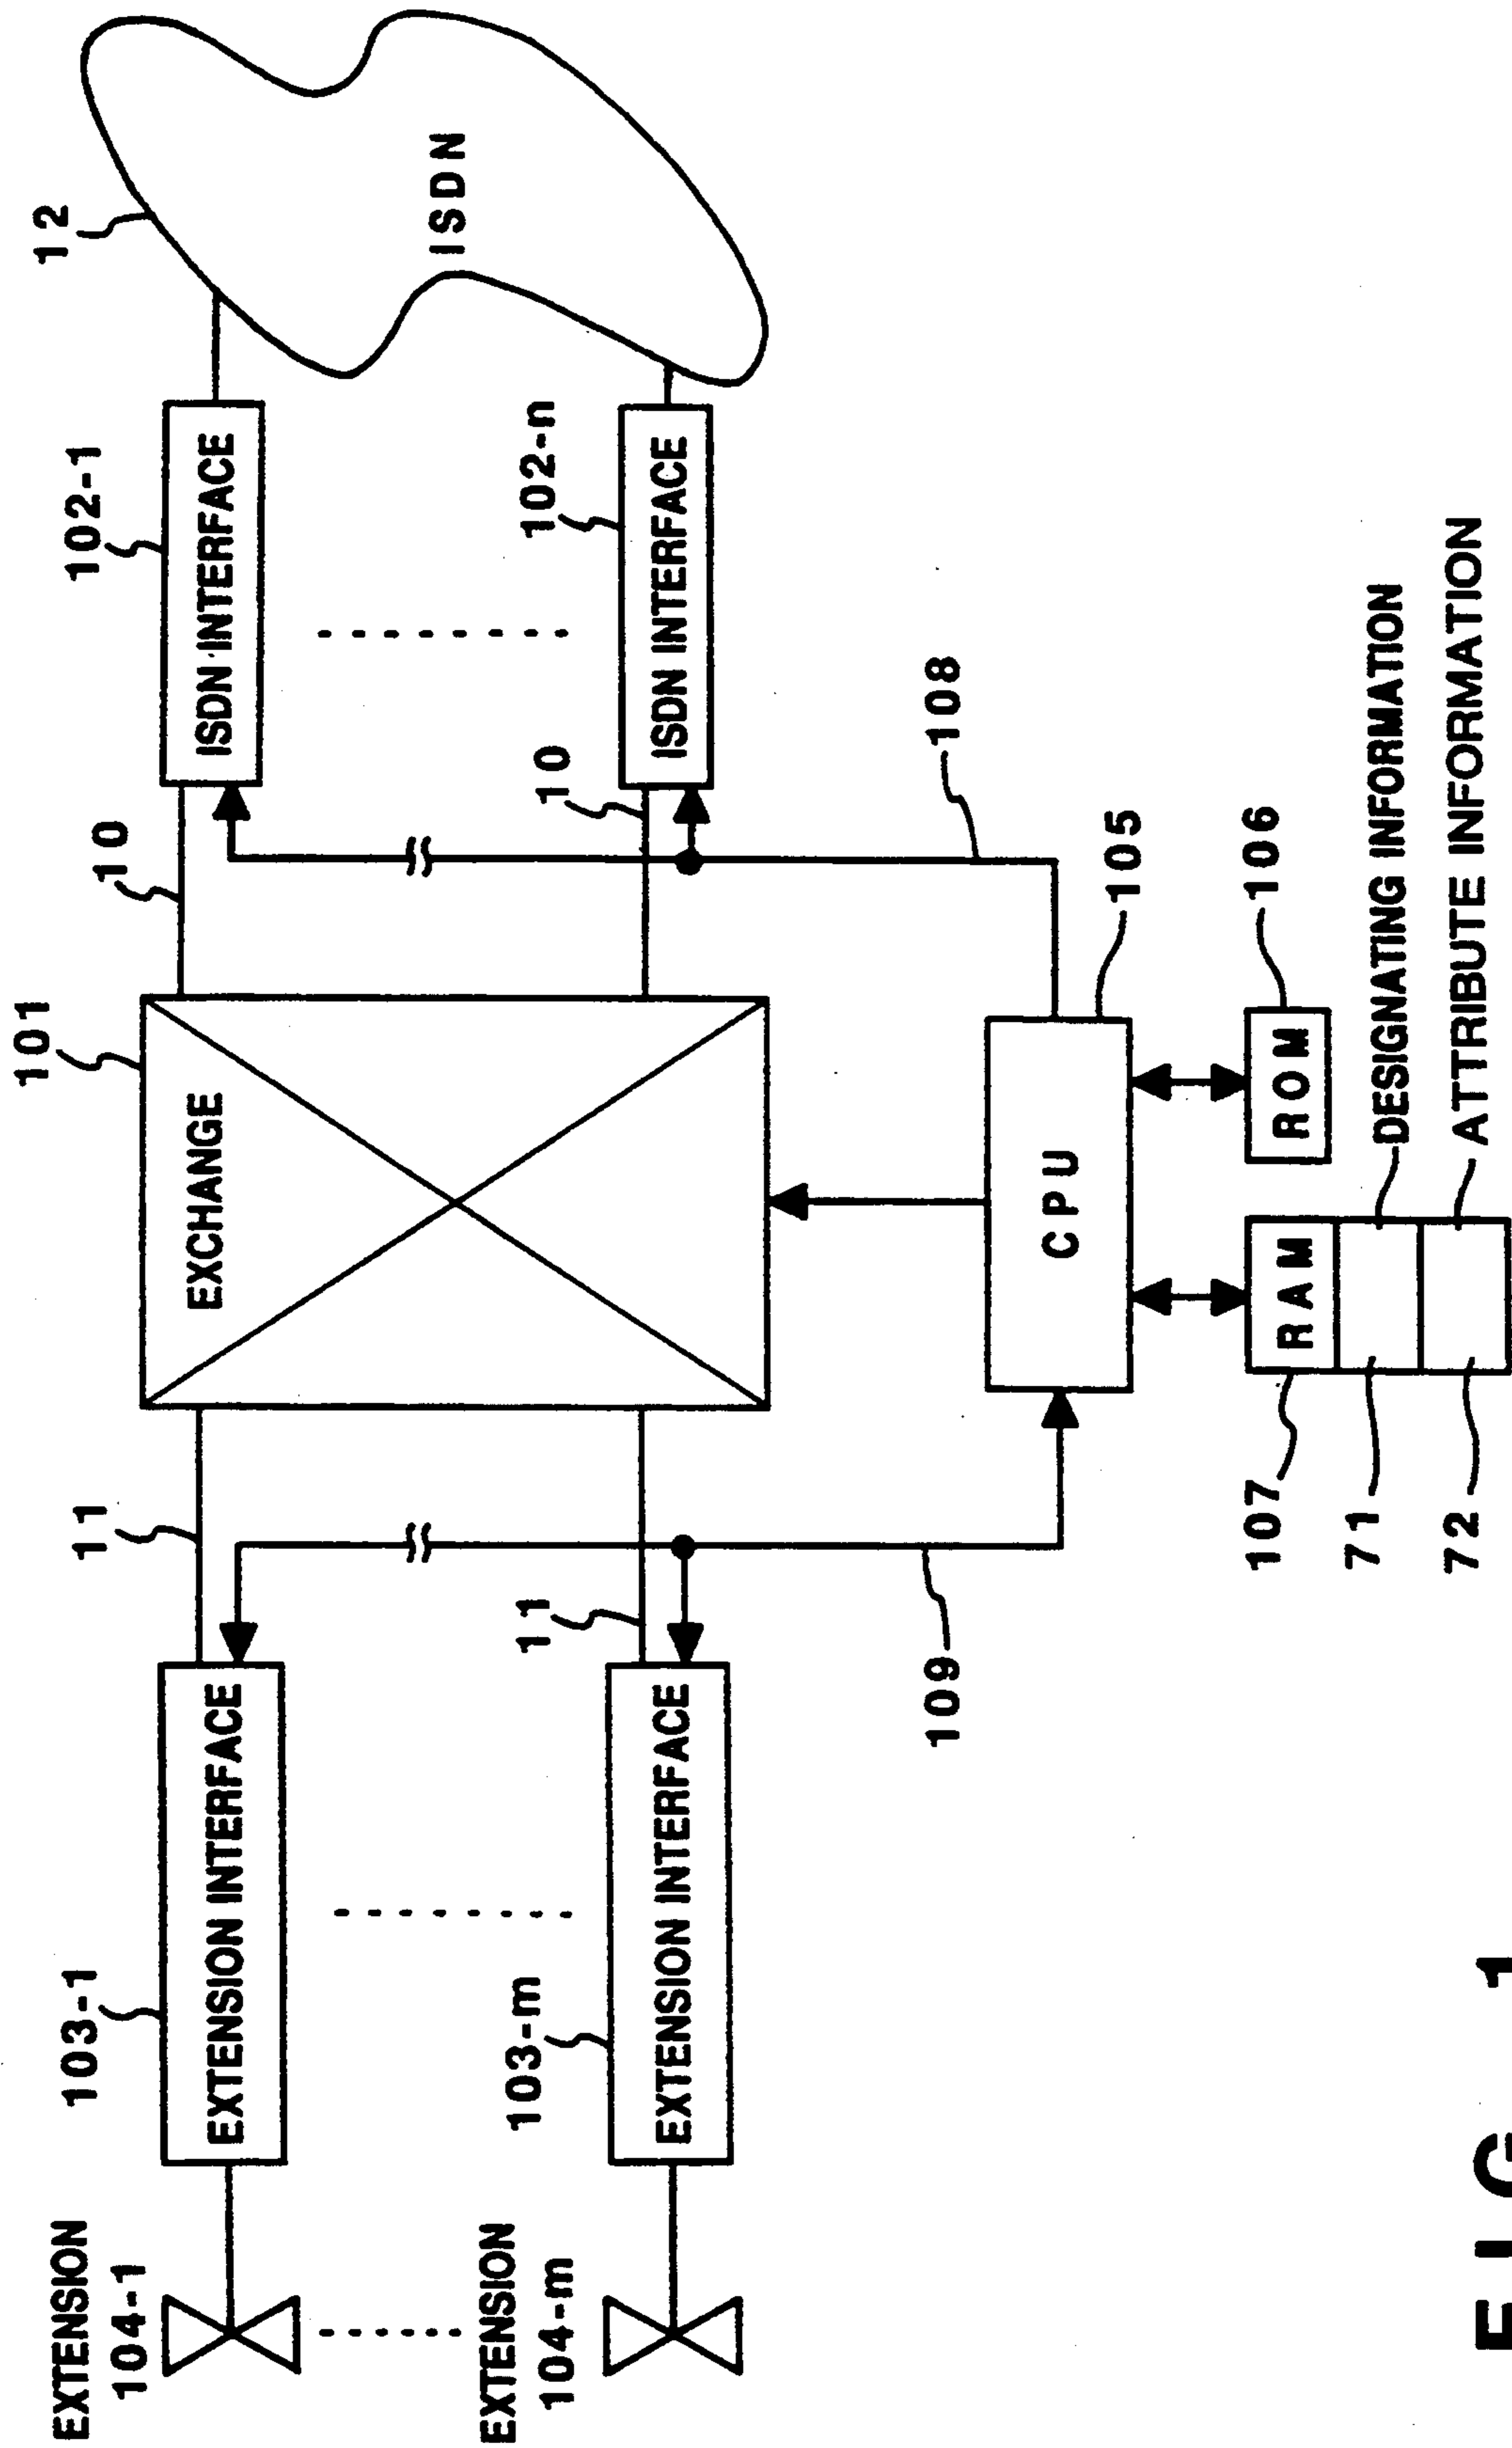 EXTENSION
104-1
103-1
EXTENSION INTERFACE
11
101
EXCHANGE
10
102-1
ISDN INTERFACE
12
ISDN
EXTENSION
104-m
103-m
EXTENSION INTERFACE
11
10
102-n
ISDN INTERFACE
109
108
CPU
105
107
RAM
ROM
106
71
DESIGNATING INFORMATION
72
ATTRIBUTE INFORMATION
FIG. 1